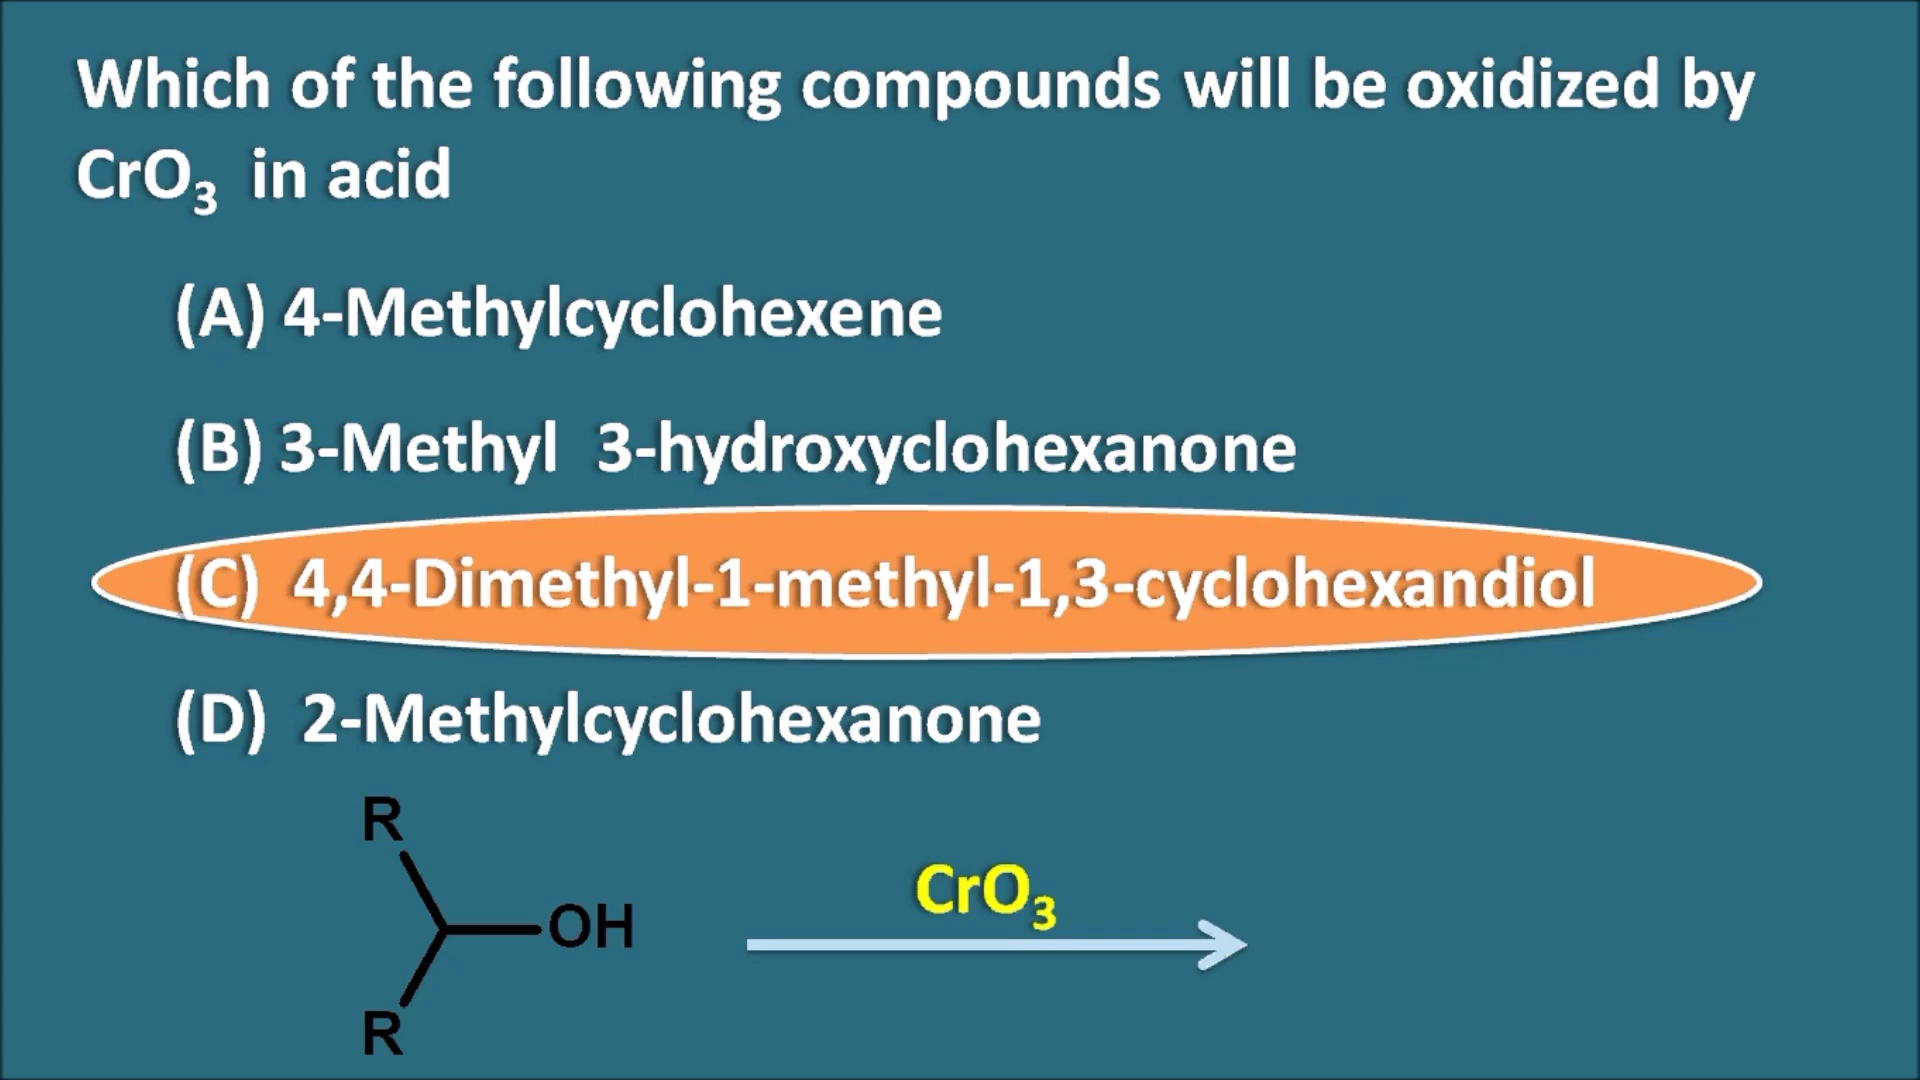 Which of the following compounds will be oxidized by
CrO₃ in acid
(A) 4-Methylcyclohexene
(B) 3-Methyl 3-hydroxyclohexanone
(C) 4,4-Dimethyl-1-methyl-1,3-cyclohexandiol
(D) 2-Methylcyclohexanone
R
CrO₃
OH
R